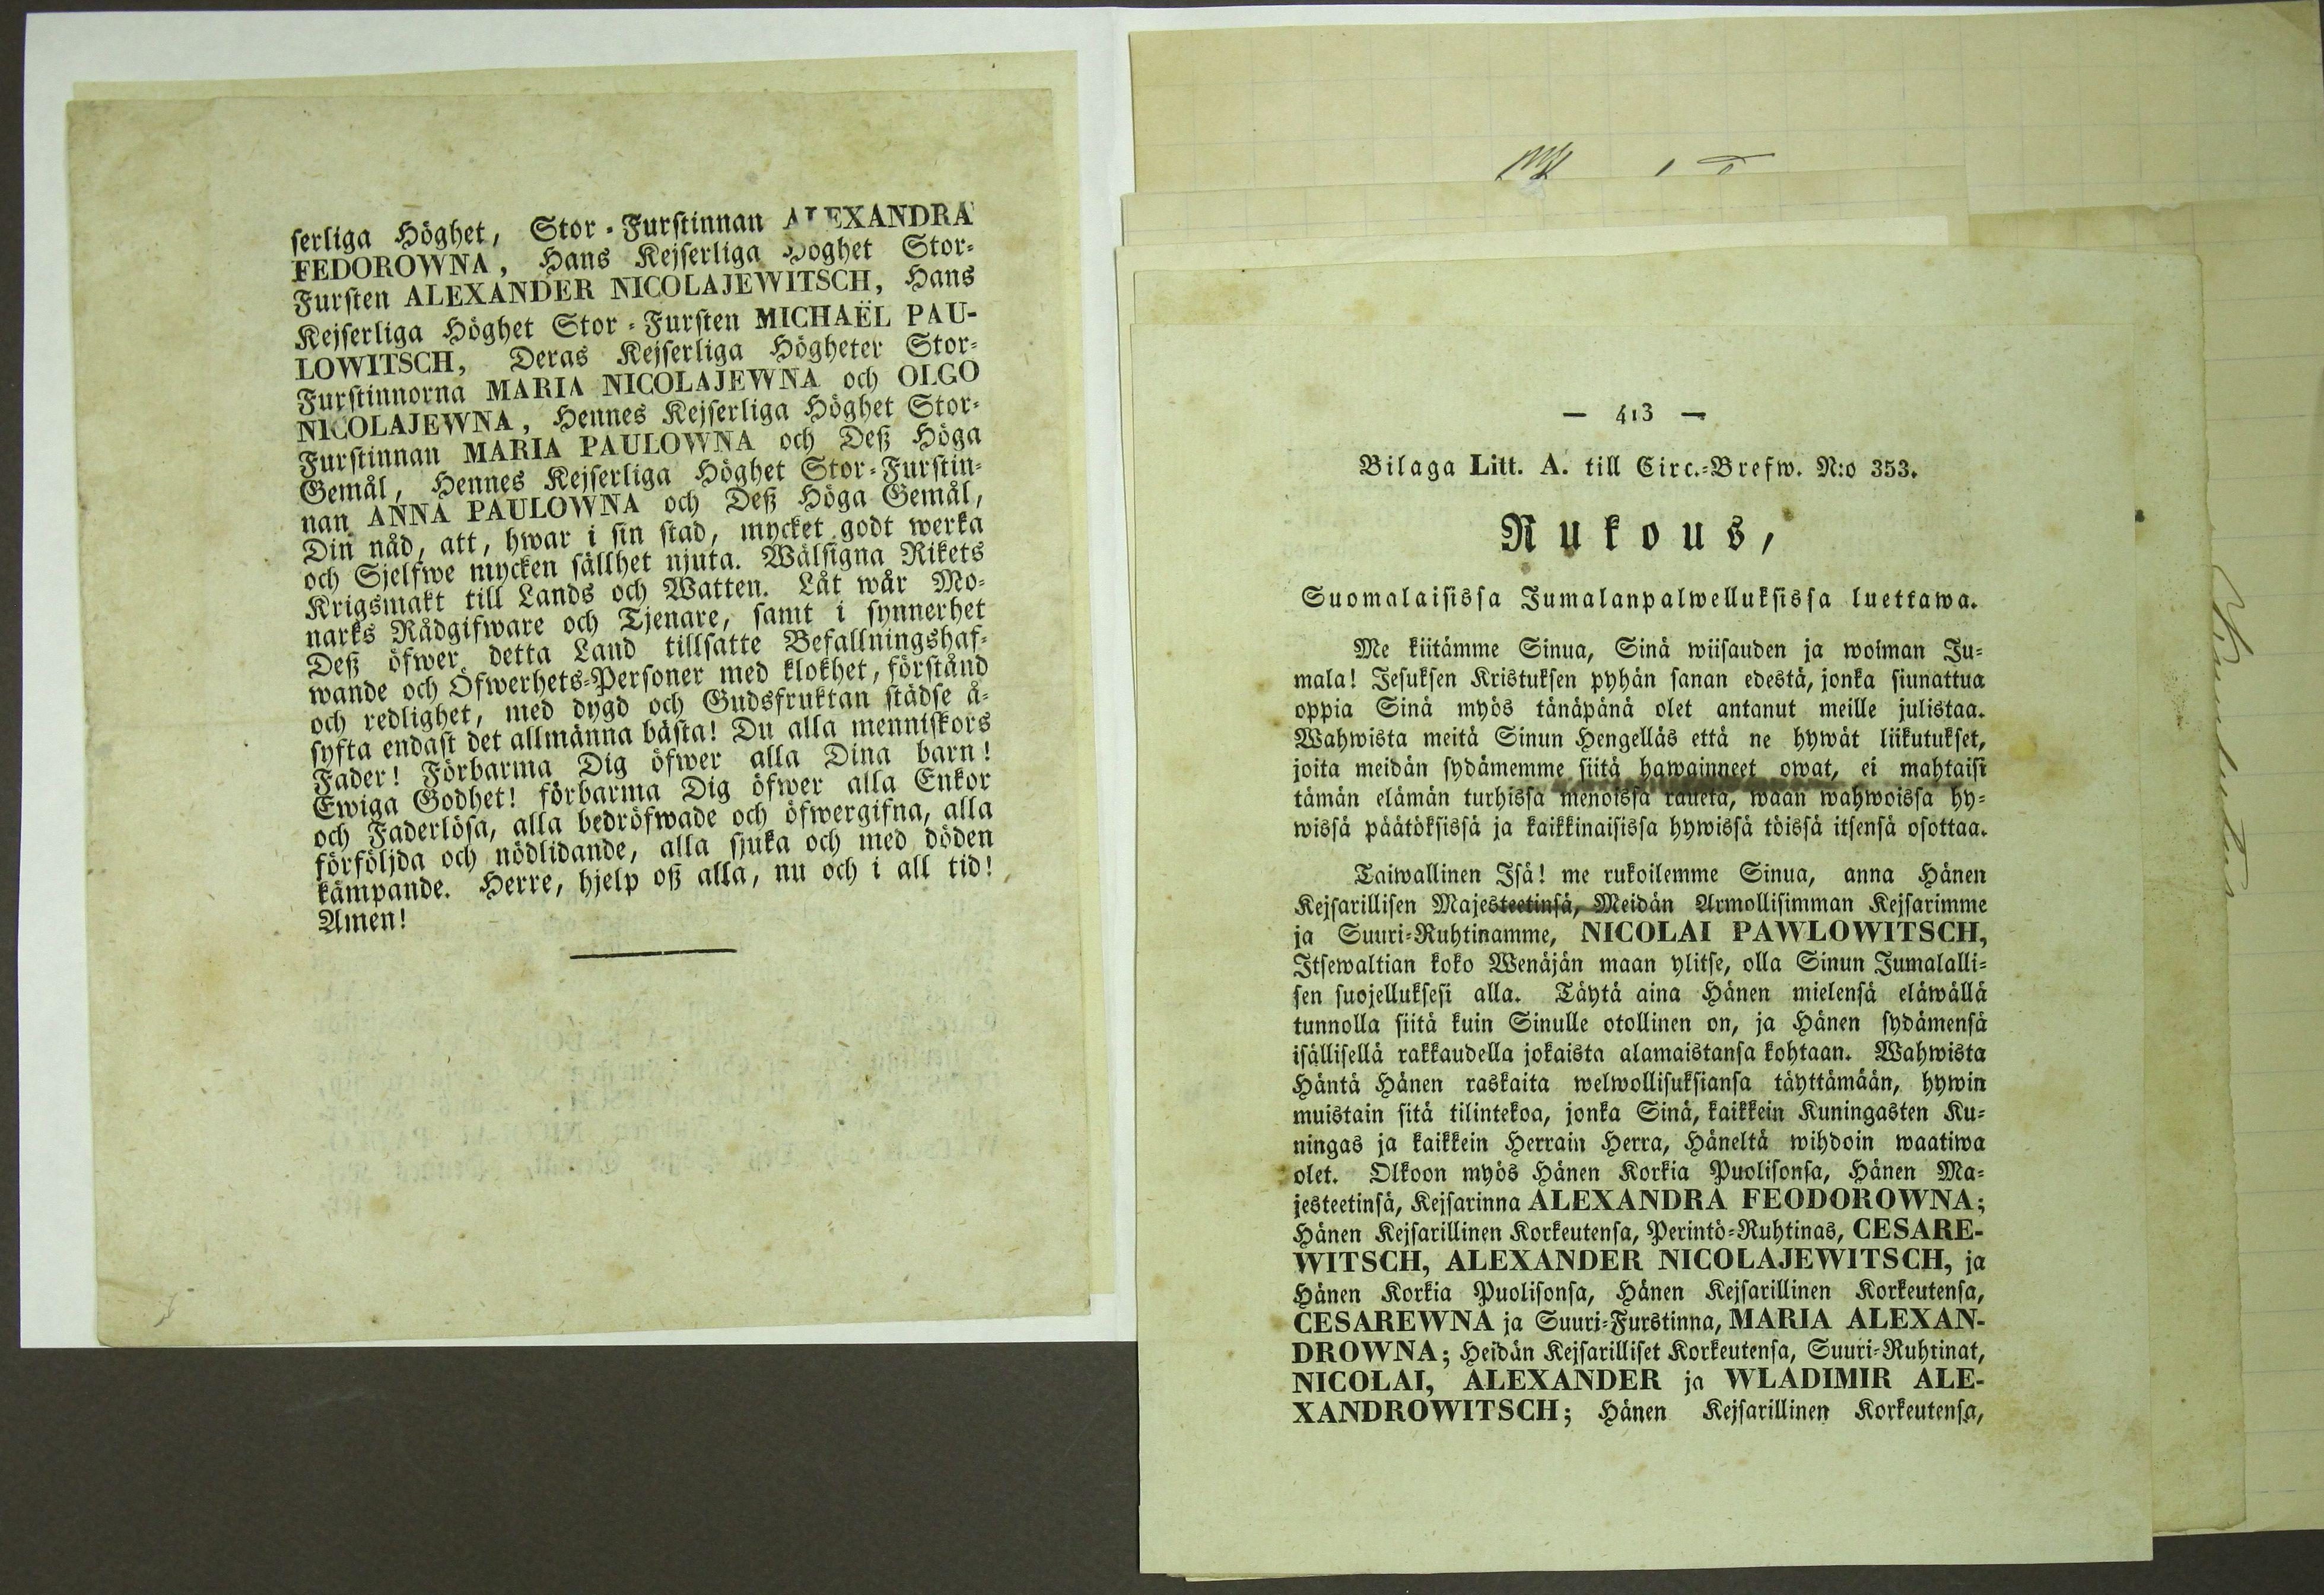 serliga Höghet, Stor-Furstinnan ALEXANDRA
FEDOROWNA, Hans Kejserliga Höghet Stor-
Fursten ALEXANDER NICOLAJEWITSCH, Hans
Kejserliga Höghet Stor-Fursten MICHAËL PAU-
LOWITSCH, Deras Kejserliga Högheter Stor-
Furstinnorna MARIA NICOLAJEWNA och OLGO
NICOLAJEWNA, Hennes Kejserliga Höghet Stor-
Furstinnan MARIA PAULOWNA och Deß Höga
Gemål, Hennes Kejserliga Höghet Stor-Furstin-
nan ANNA PAULOWNA och Deß Höga Gemål,
Din nåd, att, hwar i sin stad, mycket godt werka
och Sjelfwe mycken sällhet njuta. Wälsigna Rikets
Krigsmakt till Lands och Watten. Låt wår Mo-
narks Rådgifware och Tjenare, samt i synnerhet
Deß öfwer detta Land tillsatte Befallningshaf-
wande och Öfwerhets-Personer med klokhet, förstånd
och redlighet, med dygd och Gudsfruktan städse å-
syfta endast det allmänna bästa! Du alla menniskors
Fader! Förbarma Dig öfwer alla Dina barn!
Ewiga Godhet! förbarma Dig öfwer alla Enkor
och Faderlösa, alla bedröfwade och öfwergifna, alla
förföljda och nödlidande, alla sjuka och med döden
kämpande. Herre, hjelp oß alla, nu och i all tid!
Amen!
— 413 —
Bilaga Litt. A. till Circ.-Brefw. N:o 353.
Rukous,
Suomalaisissa Jumalanpalwelluksissa luettawa.
Me kiitämme Sinua, Sinä wiisauden ja woiman Ju-
mala! Jesuksen Kristuksen pyhän sanan edestä, jonka siunattua
oppia Sinä myös tänäpänä olet antanut meille julistaa.
Wahwista meitä Sinun Hengelläs että ne hywät liikutukset,
joita meidän sydämemme siitä hawainneet owat, ei mahtaisi
tämän elämän turhissa menoissa raueta, waan wahwoissa hy-
wissä päätöksissä ja kaikkinaisissa hywissä töissä itsensä osottaa.
Taiwallinen Isä! me rukoilemme Sinua, anna Hänen
Kejsarillisen Majesteetinsä, Meidän Armollisimman Kejsarimme
ja Suuri-Ruhtinamme, NICOLAI PAWLOWITSCH,
Itsewaltian koko Wenäjän maan ylitse, olla Sinun Jumalalli-
sen suojelluksesi alla. Täytä aina Hänen mielensä eläwällä
tunnolla siitä kuin Sinulle otollinen on, ja Hänen sydämensä
isällisellä rakkaudella jokaista alamaistansa kohtaan. Wahwista
Häntä Hänen raskaita welwollisuksiansa täyttämään, hywin
muistain sitä tilintekoa, jonka Sinä, kaikkein Kuningasten Ku-
ningas ja kaikkein Herrain Herra, Häneltä wihdoin waatiwa
olet. Olkoon myös Hänen Korkia Puolisonsa, Hänen Ma-
jesteetinsä, Kejsarinna ALEXANDRA FEODOROWNA;
Hänen Kejsarillinen Korkeutensa, Perintö-Ruhtinas, CESARE-
WITSCH, ALEXANDER NICOLAJEWITSCH, ja
Hänen Korkia Puolisonsa, Hänen Kejsarillinen Korkeutensa,
CESAREWNA ja Suuri-Furstinna, MARIA ALEXAN-
DROWNA; Heidän Kejsarilliset Korkeutensa, Suuri-Ruhtinat,
NICOLAI, ALEXANDER ja WLADIMIR ALE-
XANDROWITSCH; Hänen Kejsarillinen Korkeutensa,